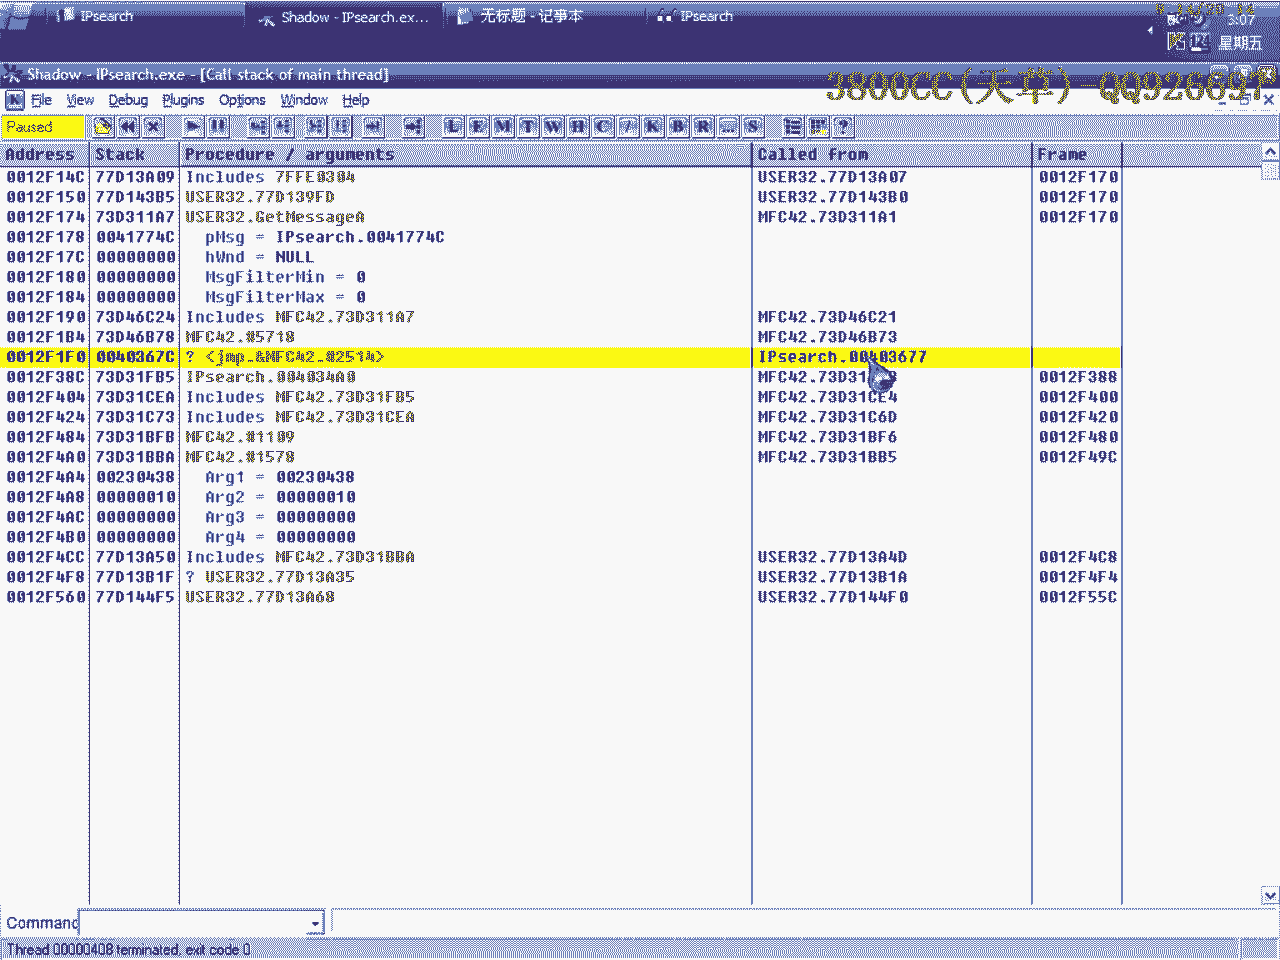 IPsearch Shadow - IPsearch.ex... 无标题 - 记事本 IPsearch 3:07
星期五
Shadow - IPsearch.exe - [Call stack of main thread]
3800CC(天草)-QQ
File View Debug Plugins Options Window Help
Paused L E M T W H C / K B R ... S ?
Address Stack Procedure / arguments Called from Frame
0012F14C 77D13A09 Includes 7FFE0304 USER32.77D13A07 0012F170
0012F150 77D143B5 USER32.77D139FD USER32.77D143B0 0012F170
0012F174 73D311A7 USER32.GetMessageA MFC42.73D311A1 0012F170
0012F178 0041774C pMsg = IPsearch.0041774C
0012F17C 00000000 hWnd = NULL
0012F180 00000000 MsgFilterMin = 0
0012F184 00000000 MsgFilterMax = 0
0012F190 73D46C24 Includes MFC42.73D311A7 MFC42.73D46C21
0012F1B4 73D46B78 MFC42.#5718 MFC42.73D46B73
0012F1F0 0040367C ? <jmp.&MFC42.#2514> IPsearch.00403677
0012F38C 73D31FB5 IPsearch.004034A0 MFC42.73D31 0012F388
0012F404 73D31CEA Includes MFC42.73D31FB5 MFC42.73D31CE4 0012F400
0012F424 73D31C73 Includes MFC42.73D31CEA MFC42.73D31C6D 0012F420
0012F484 73D31BFB MFC42.#1109 MFC42.73D31BF6 0012F480
0012F4A0 73D31BBA MFC42.#1578 MFC42.73D31BB5 0012F49C
0012F4A4 00230438 Arg1 = 00230438
0012F4A8 00000010 Arg2 = 00000010
0012F4AC 00000000 Arg3 = 00000000
0012F4B0 00000000 Arg4 = 00000000
0012F4CC 77D13A50 Includes MFC42.73D31BBA USER32.77D13A4D 0012F4C8
0012F4F8 77D13B1F ? USER32.77D13A35 USER32.77D13B1A 0012F4F4
0012F560 77D144F5 USER32.77D13A68 USER32.77D144F0 0012F55C
Command
Thread 00000408 terminated, exit code 0